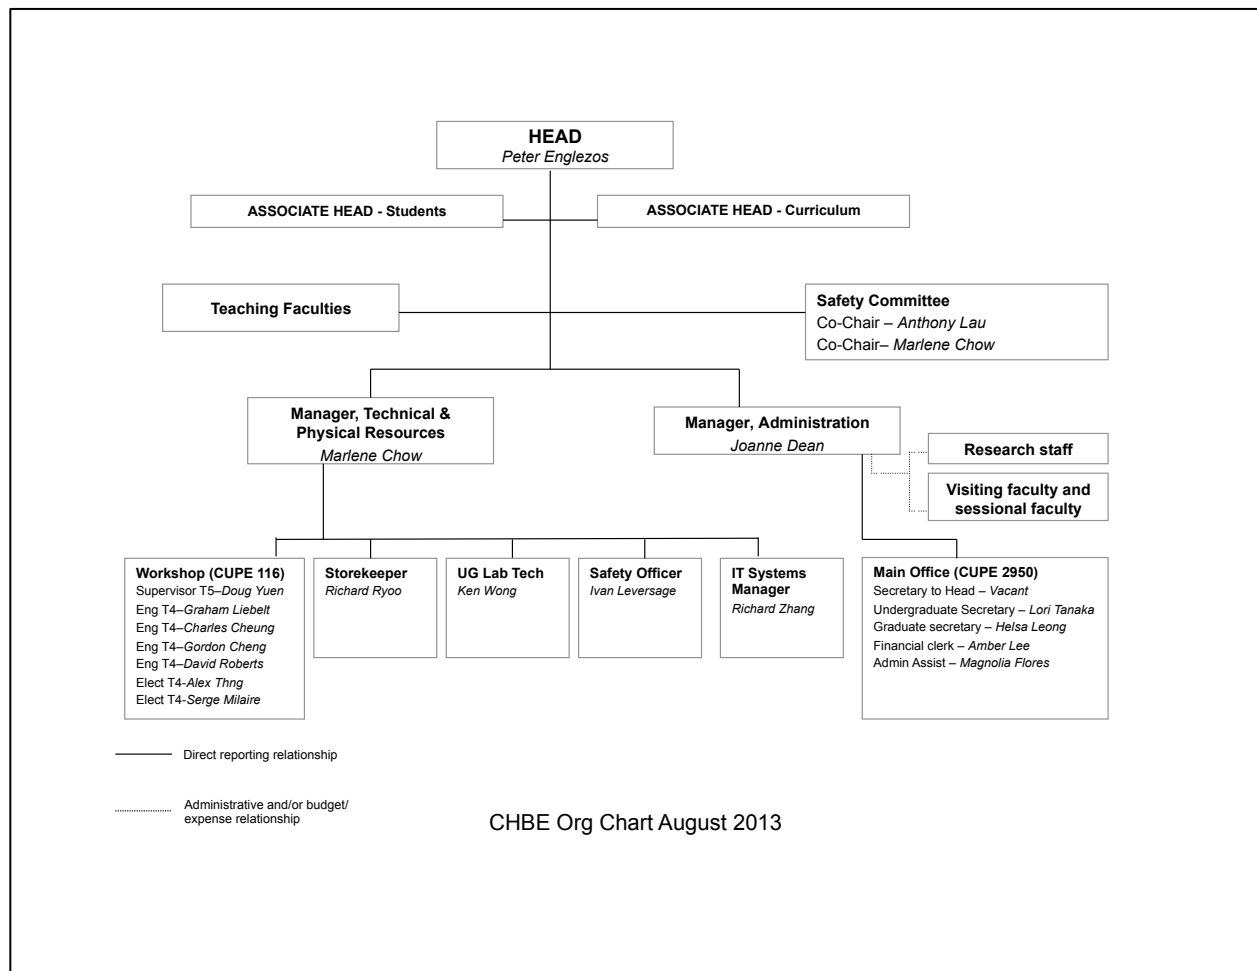 HEAD
Peter Englezos
ASSOCIATE HEAD - Students
ASSOCIATE HEAD - Curriculum
Teaching Faculties
Safety Committee
Co-Chair – Anthony Lau
Co-Chair– Marlene Chow
Manager, Technical &
Physical Resources
Marlene Chow
Manager, Administration
Joanne Dean
Research staff
Visiting faculty and
sessional faculty
Workshop (CUPE 116)
Supervisor T5–Doug Yuen
Eng T4–Graham Liebelt
Eng T4–Charles Cheung
Eng T4–Gordon Cheng
Eng T4–David Roberts
Elect T4-Alex Thng
Elect T4-Serge Milaire
Storekeeper
Richard Ryoo
UG Lab Tech
Ken Wong
Safety Officer
Ivan Leversage
IT Systems
Manager
Richard Zhang
Main Office (CUPE 2950)
Secretary to Head – Vacant
Undergraduate Secretary – Lori Tanaka
Graduate secretary – Helsa Leong
Financial clerk – Amber Lee
Admin Assist – Magnolia Flores
Direct reporting relationship
Administrative and/or budget/
expense relationship
CHBE Org Chart August 2013